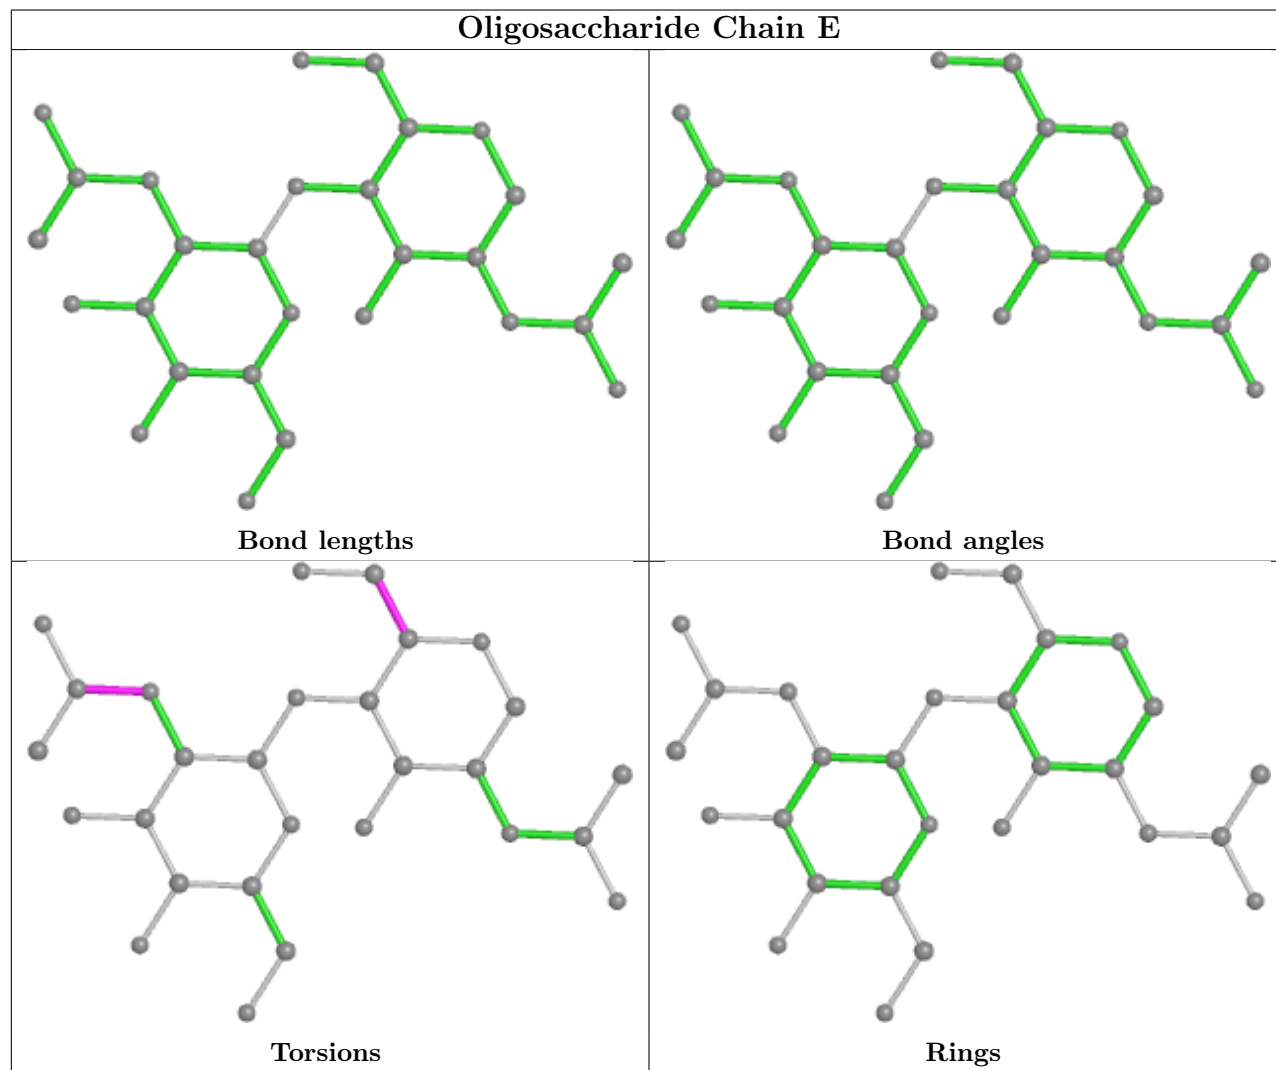 Oligosaccharide Chain E
Bond lengths
Bond angles
Torsions
Rings